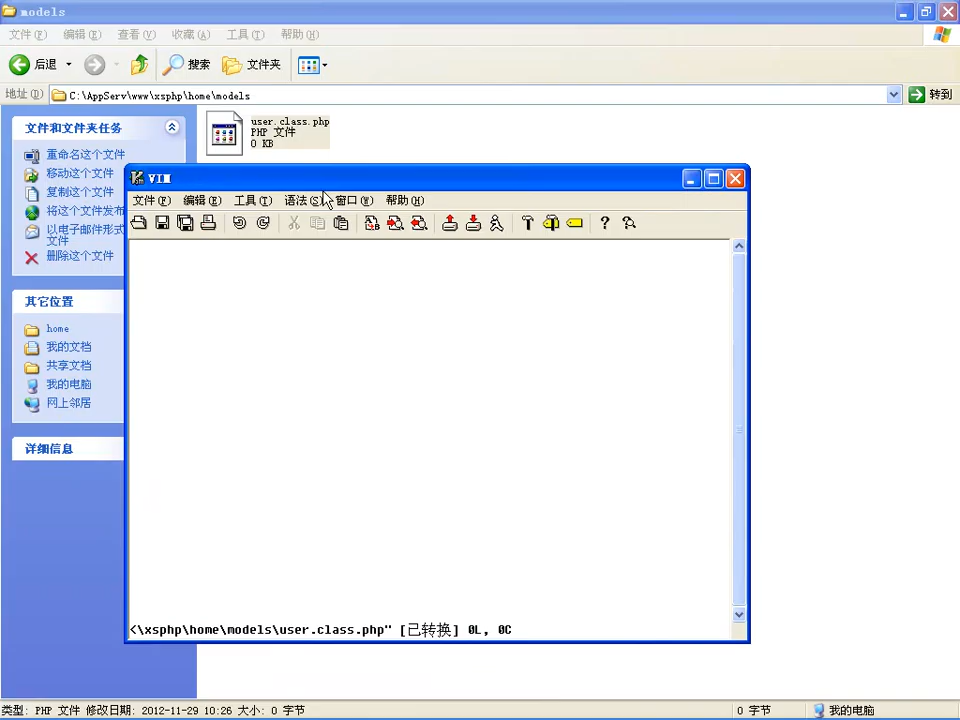 models
文件(F) 编辑(E) 查看(V) 收藏(A) 工具(T) 帮助(H)
后退 搜索 文件夹
地址(D) C:\AppServ\www\xsphp\home\models 转到
文件和文件夹任务
重命名这个文件
移动这个文件
复制这个文件
将这个文件发布
以电子邮件形式
文件
删除这个文件
其它位置
home
我的文档
共享文档
我的电脑
网上邻居
详细信息
user.class.php
PHP 文件
0 KB
VIM
文件(F) 编辑(E) 工具(T) 语法(S) 窗口(W) 帮助(H)
<\xsphp\home\models\user.class.php" [已转换] 0L, 0C
类型: PHP 文件 修改日期: 2012-11-29 10:26 大小: 0 字节 0 字节 我的电脑